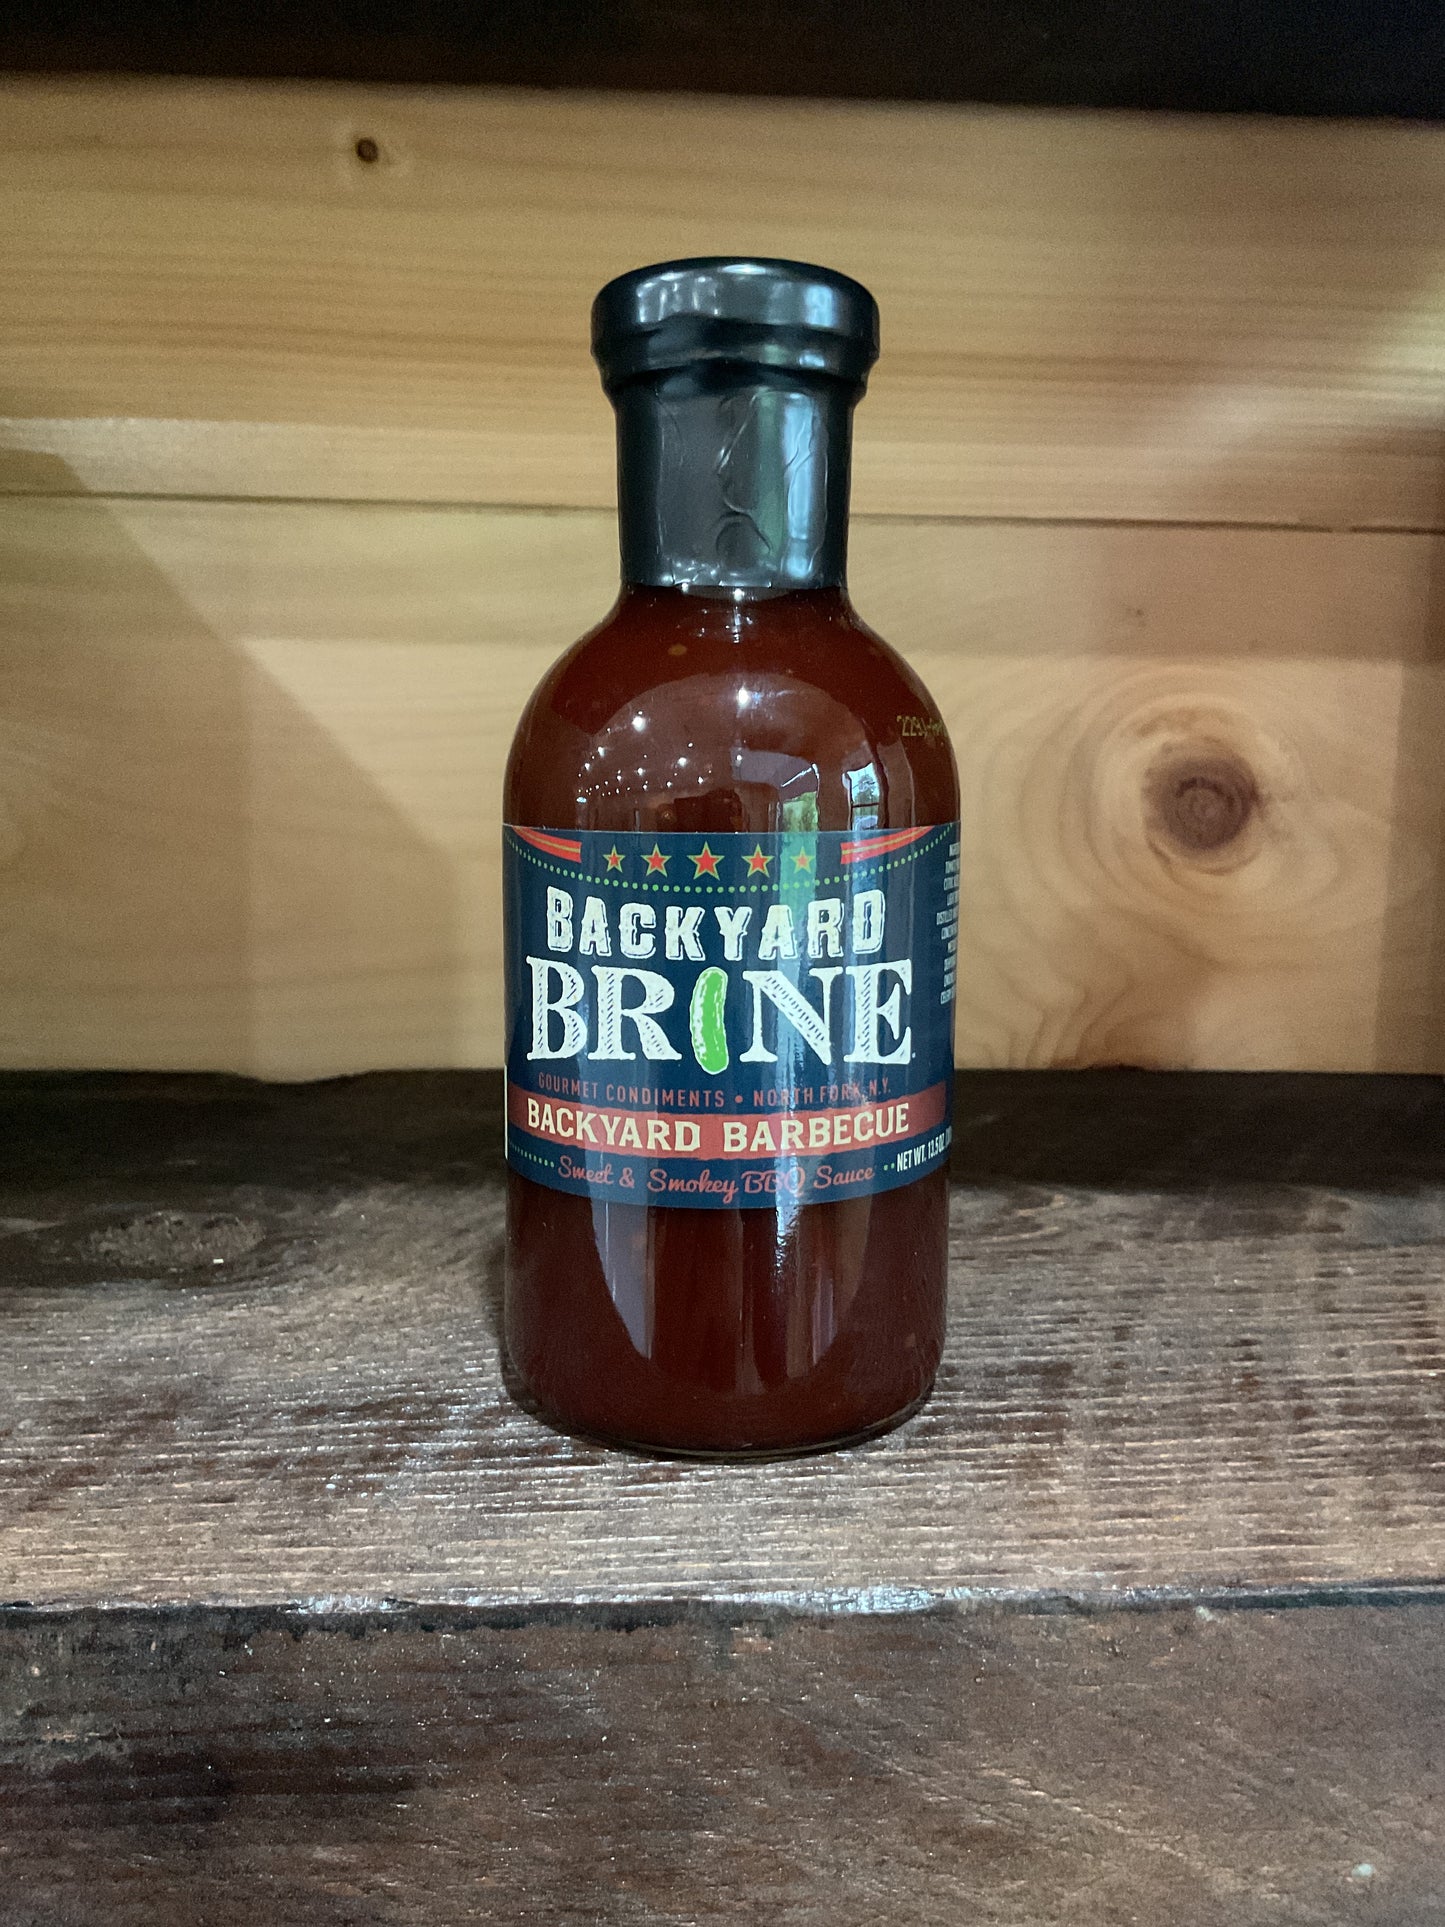 BACKYARD
BRINE
GOURMET CONDIMENTS • NORTH FORK, N.Y.
BACKYARD BARBECUE
Sweet & Smokey BBQ Sauce
NET WT. 13.5 OZ.